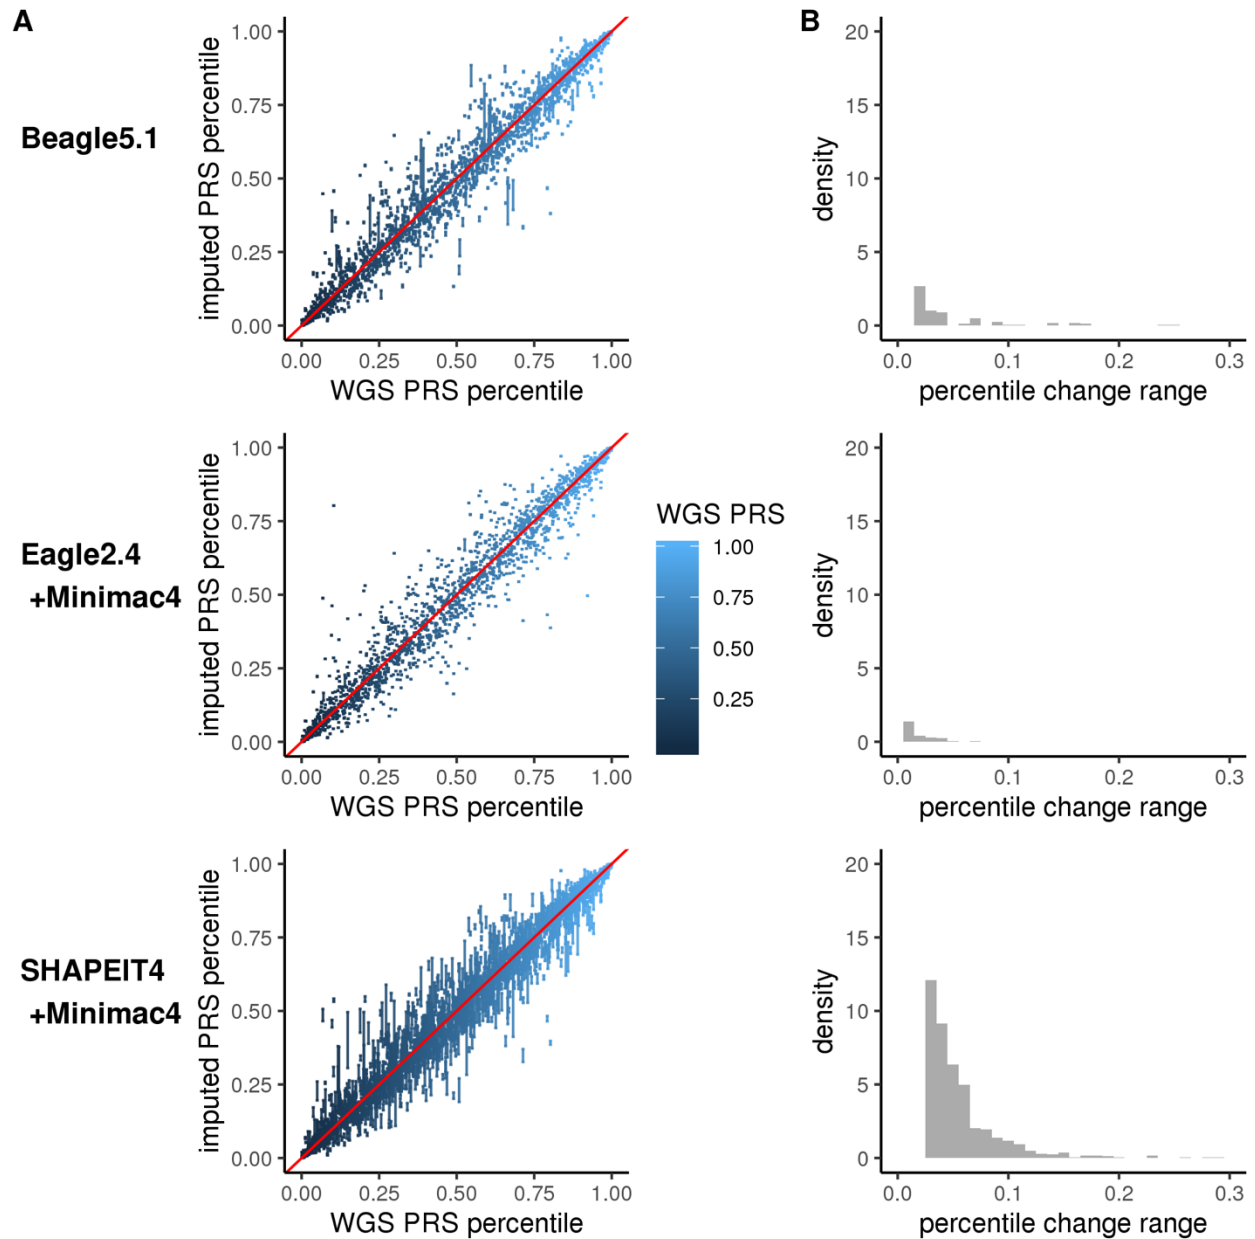 A
B
Beagle5.1
imputed PRS percentile
1.00
0.75
0.50
0.25
0.00
0.00 0.25 0.50 0.75 1.00
WGS PRS percentile
density
20
15
10
5
0
0.0 0.1 0.2 0.3
percentile change range
Eagle2.4
+Minimac4
imputed PRS percentile
1.00
0.75
0.50
0.25
0.00
0.00 0.25 0.50 0.75 1.00
WGS PRS percentile
WGS PRS
1.00
0.75
0.50
0.25
density
20
15
10
5
0
0.0 0.1 0.2 0.3
percentile change range
SHAPEIT4
+Minimac4
imputed PRS percentile
1.00
0.75
0.50
0.25
0.00
0.00 0.25 0.50 0.75 1.00
WGS PRS percentile
density
20
15
10
5
0
0.0 0.1 0.2 0.3
percentile change range